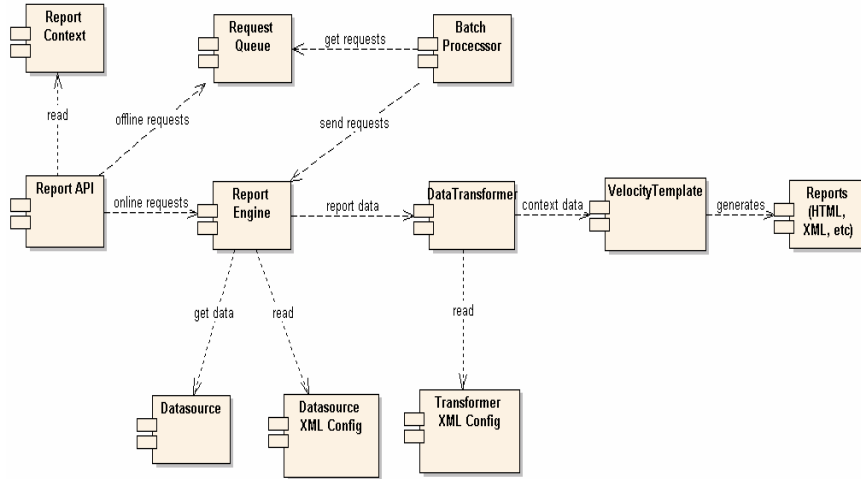 Report
Context
Request
Queue
get requests
Batch
Procecssor
read
offline requests
send requests
Report API
online requests
Report
Engine
report data
DataTransformer
context data
VelocityTemplate
generates
Reports
(HTML,
XML, etc)
get data
read
read
Datasource
Datasource
XML Config
Transformer
XML Config